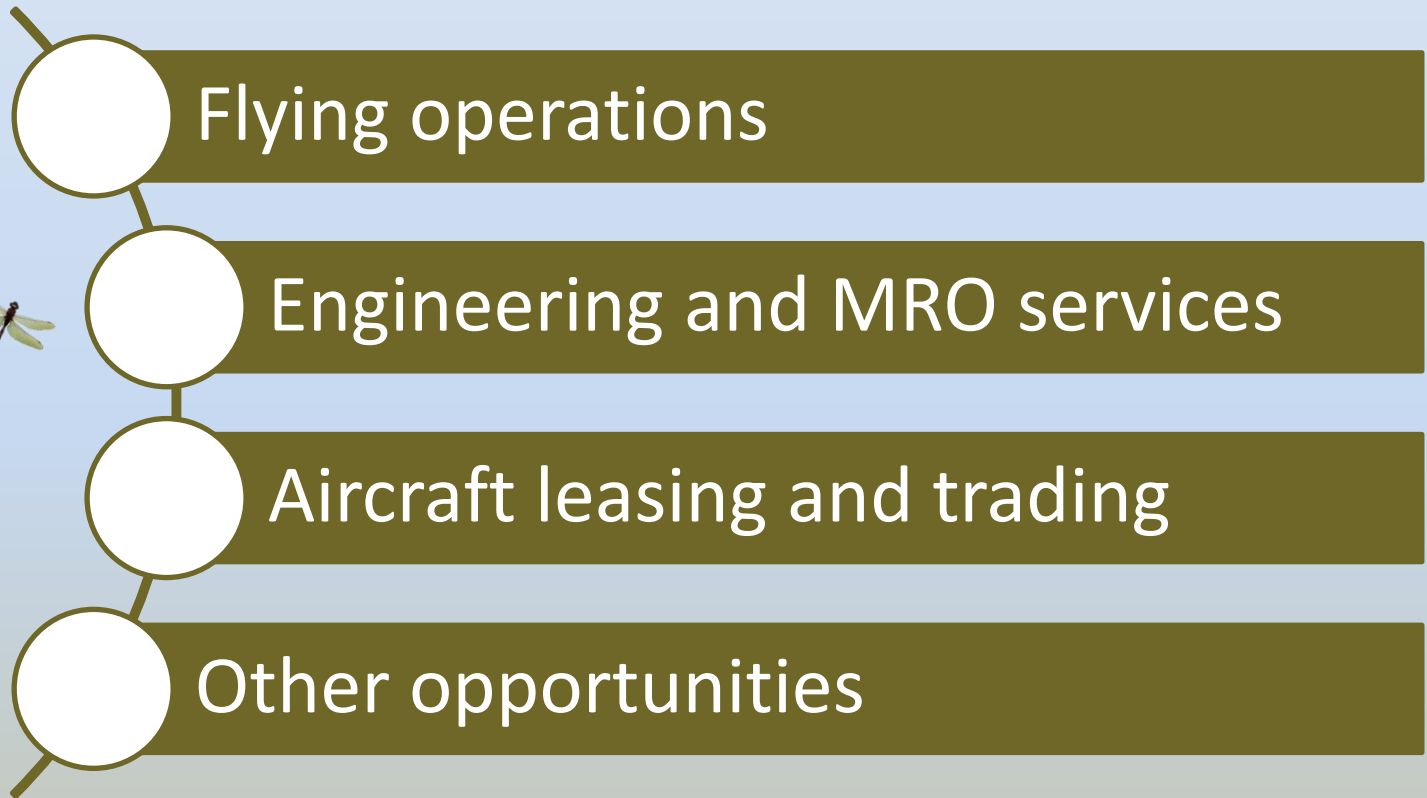 Flying operations
Engineering and MRO services
Aircraft leasing and trading
Other opportunities